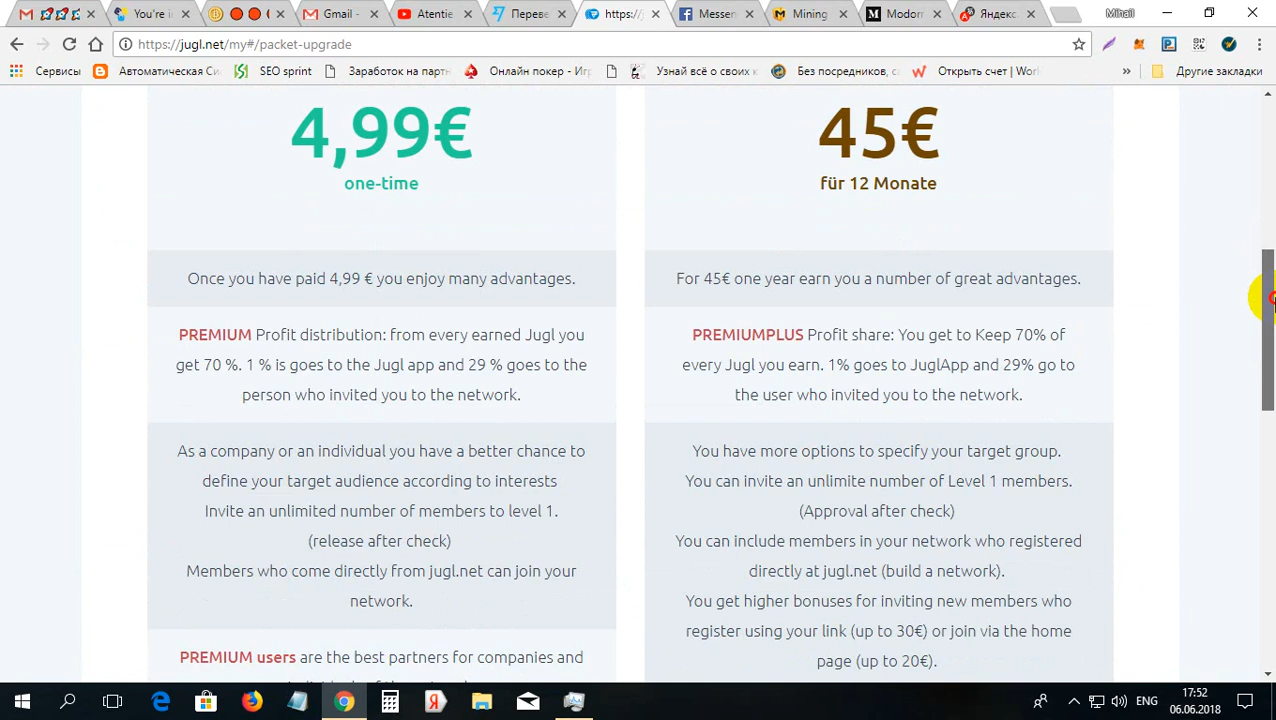 You're i
Gmail -
Atentie
Переве
https:/
Messen
Mining
Modorr
Яндекс.
Mihail
https://jugl.net/my#/packet-upgrade
Сервисы
Автоматическая Си
SEO sprint
Заработок на партн
Онлайн покер - Игр
Узнай всё о своих к
Без посредников, са
Открыть счет | Worl
»
Другие закладки
4,99€
one-time
Once you have paid 4,99 € you enjoy many advantages.
PREMIUM Profit distribution: from every earned Jugl you
get 70 %. 1 % is goes to the Jugl app and 29 % goes to the
person who invited you to the network.
As a company or an individual you have a better chance to
define your target audience according to interests
Invite an unlimited number of members to level 1.
(release after check)
Members who come directly from jugl.net can join your
network.
PREMIUM users are the best partners for companies and
45€
für 12 Monate
For 45€ one year earn you a number of great advantages.
PREMIUMPLUS Profit share: You get to Keep 70% of
every Jugl you earn. 1% goes to JuglApp and 29% go to
the user who invited you to the network.
You have more options to specify your target group.
You can invite an unlimite number of Level 1 members.
(Approval after check)
You can include members in your network who registered
directly at jugl.net (build a network).
You get higher bonuses for inviting new members who
register using your link (up to 30€) or join via the home
page (up to 20€).
ENG
17:52
06.06.2018